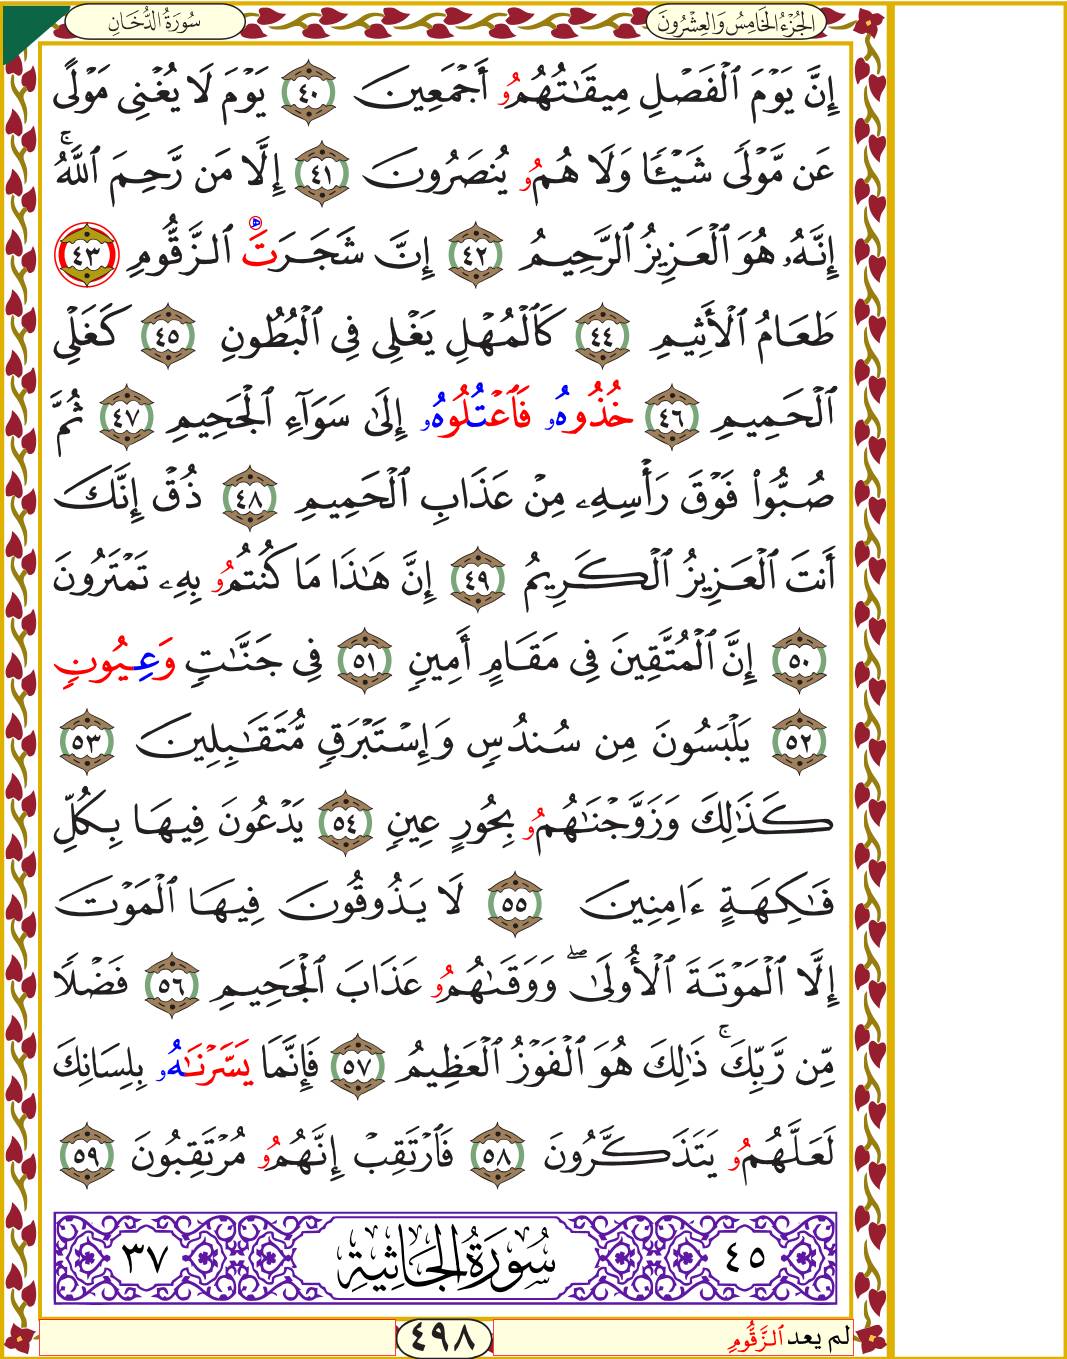 سُورَةُ الدُّخَانِ الجُزْءُ الخَامِسُ وَالعِشْرُونَ
إِنَّ يَوْمَ ٱلْفَصْلِ مِيقَـٰتُهُمُۥ أَجْمَعِينَ ٤٠ يَوْمَ لَا يُغْنِى مَوْلًى
عَن مَّوْلًى شَيْـًٔا وَلَا هُمُۥ يُنصَرُونَ ٤١ إِلَّا مَن رَّحِمَ ٱللَّهُۚ
إِنَّهُۥ هُوَ ٱلْعَزِيزُ ٱلرَّحِيمُ ٤٢ إِنَّ شَجَرَتَ ٱلزَّقُّومِ ٤٣
طَعَامُ ٱلْأَثِيمِ ٤٤ كَٱلْمُهْلِ يَغْلِى فِى ٱلْبُطُونِ ٤٥ كَغَلْىِ
ٱلْحَمِيمِ ٤٦ خُذُوهُۥ فَٱعْتُلُوهُۥ إِلَىٰ سَوَآءِ ٱلْجَحِيمِ ٤٧ ثُمَّ
صُبُّوا۟ فَوْقَ رَأْسِهِۦ مِنْ عَذَابِ ٱلْحَمِيمِ ٤٨ ذُقْ إِنَّكَ
أَنتَ ٱلْعَزِيزُ ٱلْكَرِيمُ ٤٩ إِنَّ هَـٰذَا مَا كُنتُمُۥ بِهِۦ تَمْتَرُونَ
٥٠ إِنَّ ٱلْمُتَّقِينَ فِى مَقَامٍ أَمِينٍ ٥١ فِى جَنَّـٰتٍ وَعِيُونٍ
٥٢ يَلْبَسُونَ مِن سُندُسٍ وَإِسْتَبْرَقٍ مُّتَقَـٰبِلِينَ ٥٣
كَذَٰلِكَ وَزَوَّجْنَـٰهُمُۥ بِحُورٍ عِينٍ ٥٤ يَدْعُونَ فِيهَا بِكُلِّ
فَـٰكِهَةٍ ءَامِنِينَ ٥٥ لَا يَذُوقُونَ فِيهَا ٱلْمَوْتَ
إِلَّا ٱلْمَوْتَةَ ٱلْأُولَىٰۖ وَوَقَىٰهُمُۥ عَذَابَ ٱلْجَحِيمِ ٥٦ فَضْلًا
مِّن رَّبِّكَۚ ذَٰلِكَ هُوَ ٱلْفَوْزُ ٱلْعَظِيمُ ٥٧ فَإِنَّمَا يَسَّرْنَـٰهُۥ بِلِسَانِكَ
لَعَلَّهُمُۥ يَتَذَكَّرُونَ ٥٨ فَٱرْتَقِبْ إِنَّهُمُۥ مُرْتَقِبُونَ ٥٩
٤٥ سُورَةُ الجَاثِيَةِ ٣٧
لم يعد ٱلزَّقُّومِ ٤٩٨